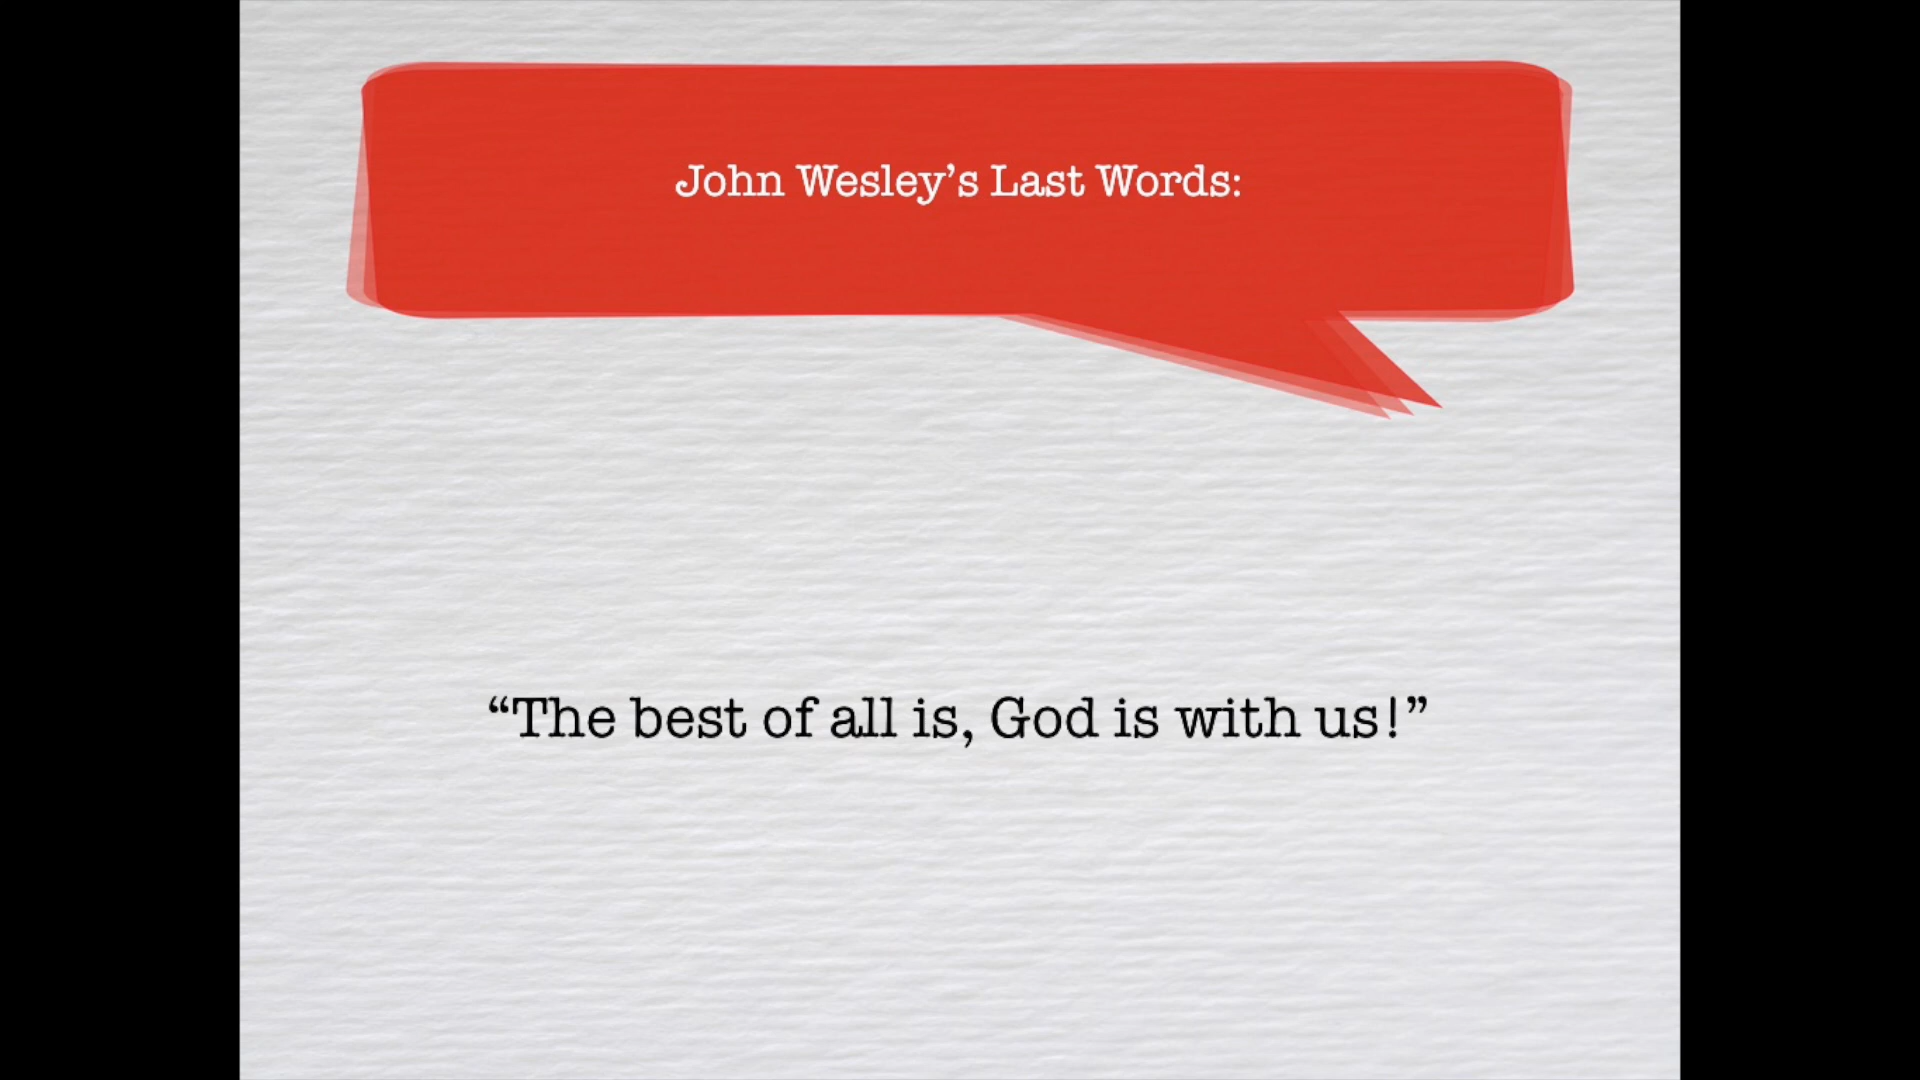 John Wesley’s Last Words:
“The best of all is, God is with us!”